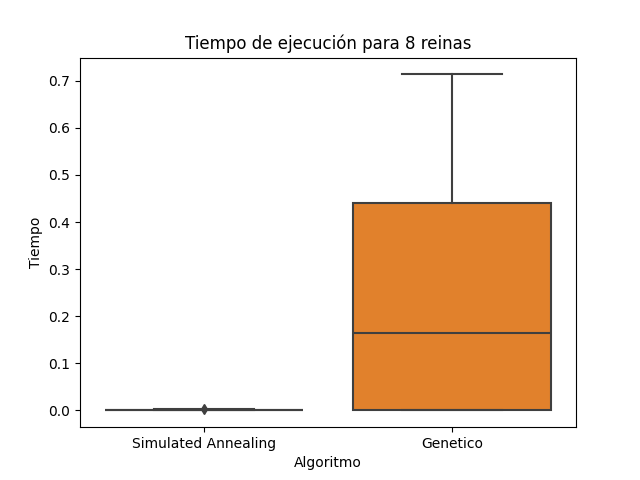 Tiempo de ejecución para 8 reinas
0.7
0.6
0.5
0.4
0.3
0.2
0.1
0.0
Tiempo
Simulated Annealing
Genetico
Algoritmo